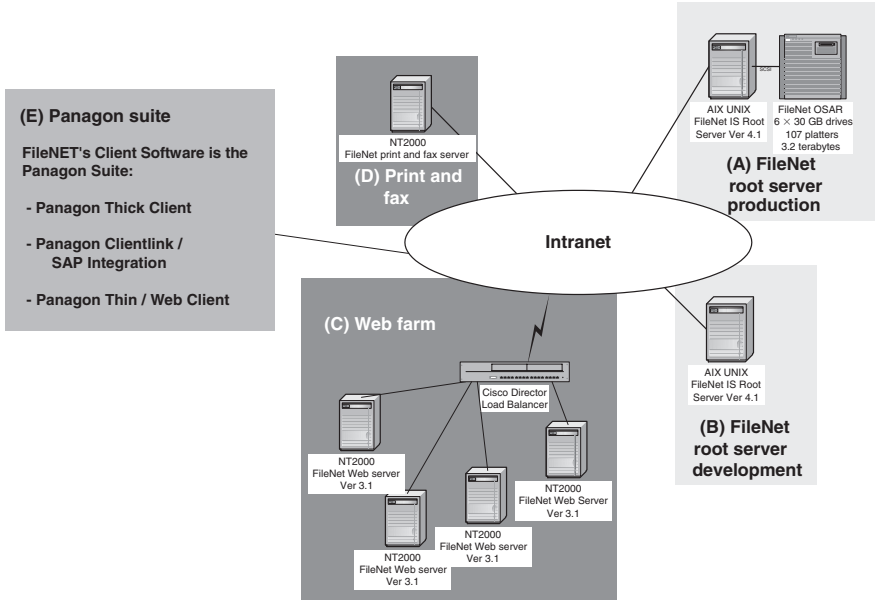 (E) Panagon suite
FileNET's Client Software is the
Panagon Suite:
- Panagon Thick Client
- Panagon Clientlink /
SAP Integration
- Panagon Thin / Web Client
NT2000
FileNet print and fax server
(D) Print and
fax
SCSI
AIX UNIX
FileNet IS Root
Server Ver 4.1
FileNet OSAR
6 × 30 GB drives
107 platters
3.2 terabytes
(A) FileNet
root server
production
Intranet
AIX UNIX
FileNet IS Root
Server Ver 4.1
(B) FileNet
root server
development
(C) Web farm
Cisco Director
Load Balancer
NT2000
FileNet Web server
Ver 3.1
NT2000
FileNet Web server
Ver 3.1
NT2000
FileNet Web server
Ver 3.1
NT2000
FileNet Web Server
Ver 3.1